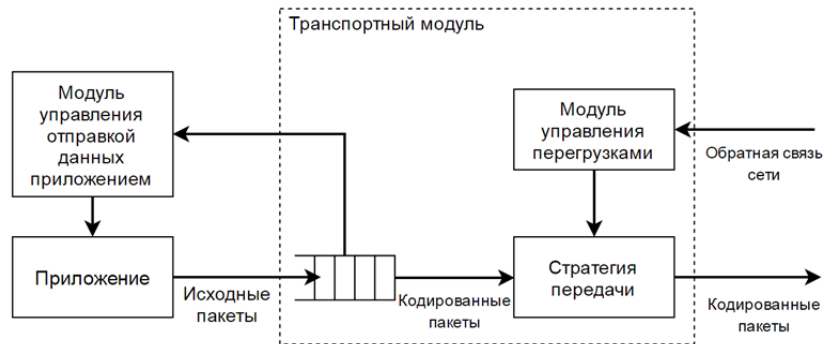 Транспортный модуль
Модуль
управления
отправкой
данных
приложением
Модуль
управления
перегрузками
Обратная связь
сети
Приложение
Исходные
пакеты
Кодированные
пакеты
Стратегия
передачи
Кодированные
пакеты